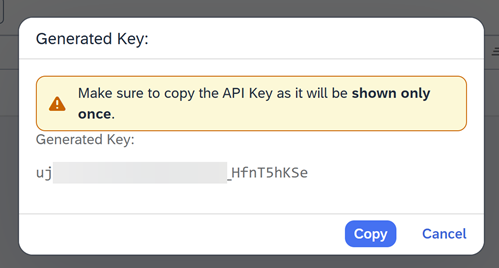 Generated Key:
Make sure to copy the API Key as it will be shown only
once.
Generated Key:
uj _HfnT5hKSe
Copy Cancel